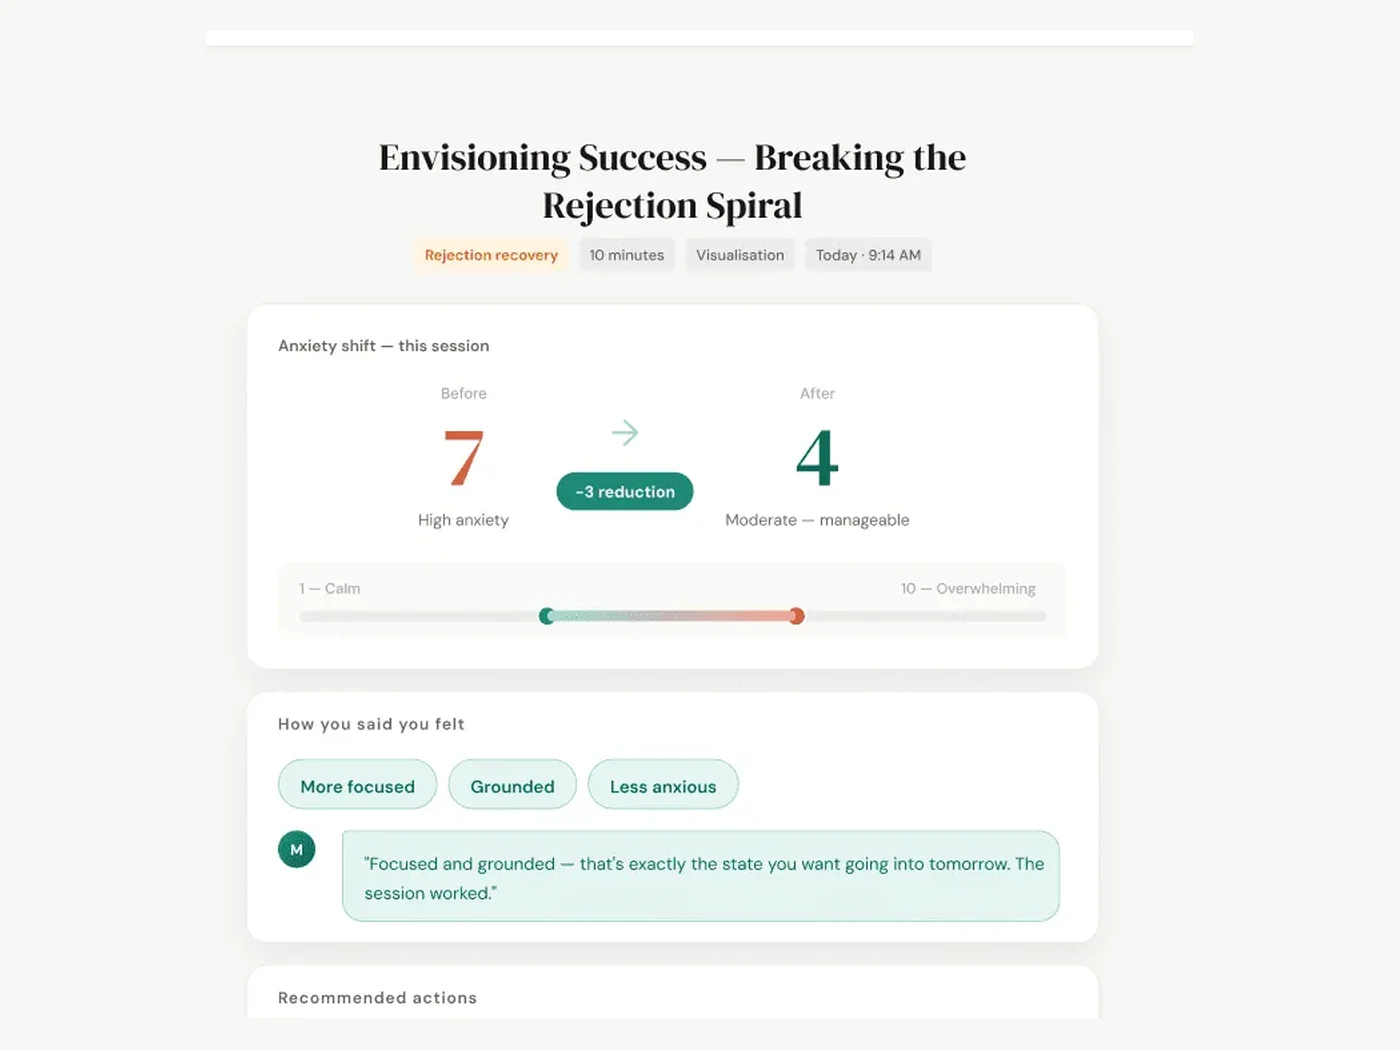 Envisioning Success — Breaking the
Rejection Spiral
Rejection recovery
10 minutes
Visualisation
Today · 9:14 AM
Anxiety shift — this session
Before
After
7
4
-3 reduction
High anxiety
Moderate — manageable
1 — Calm
10 — Overwhelming
How you said you felt
More focused
Grounded
Less anxious
M
"Focused and grounded — that's exactly the state you want going into tomorrow. The
session worked."
Recommended actions